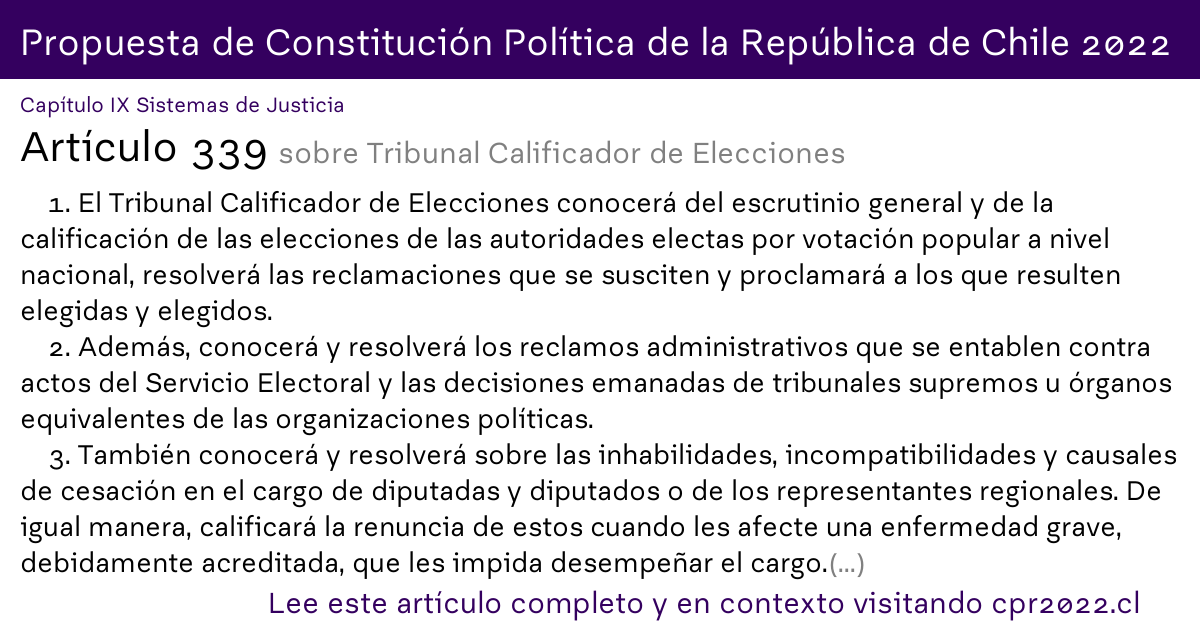 Propuesta de Constitución Política de la República de Chile 2022
Capítulo IX Sistemas de Justicia
Artículo 339 sobre Tribunal Calificador de Elecciones
1. El Tribunal Calificador de Elecciones conocerá del escrutinio general y de la
calificación de las elecciones de las autoridades electas por votación popular a nivel
nacional, resolverá las reclamaciones que se susciten y proclamará a los que resulten
elegidas y elegidos.
2. Además, conocerá y resolverá los reclamos administrativos que se entablen contra
actos del Servicio Electoral y las decisiones emanadas de tribunales supremos u órganos
equivalentes de las organizaciones políticas.
3. También conocerá y resolverá sobre las inhabilidades, incompatibilidades y causales
de cesación en el cargo de diputadas y diputados o de los representantes regionales. De
igual manera, calificará la renuncia de estos cuando les afecte una enfermedad grave,
debidamente acreditada, que les impida desempeñar el cargo.(...)
Lee este artículo completo y en contexto visitando cpr2022.cl